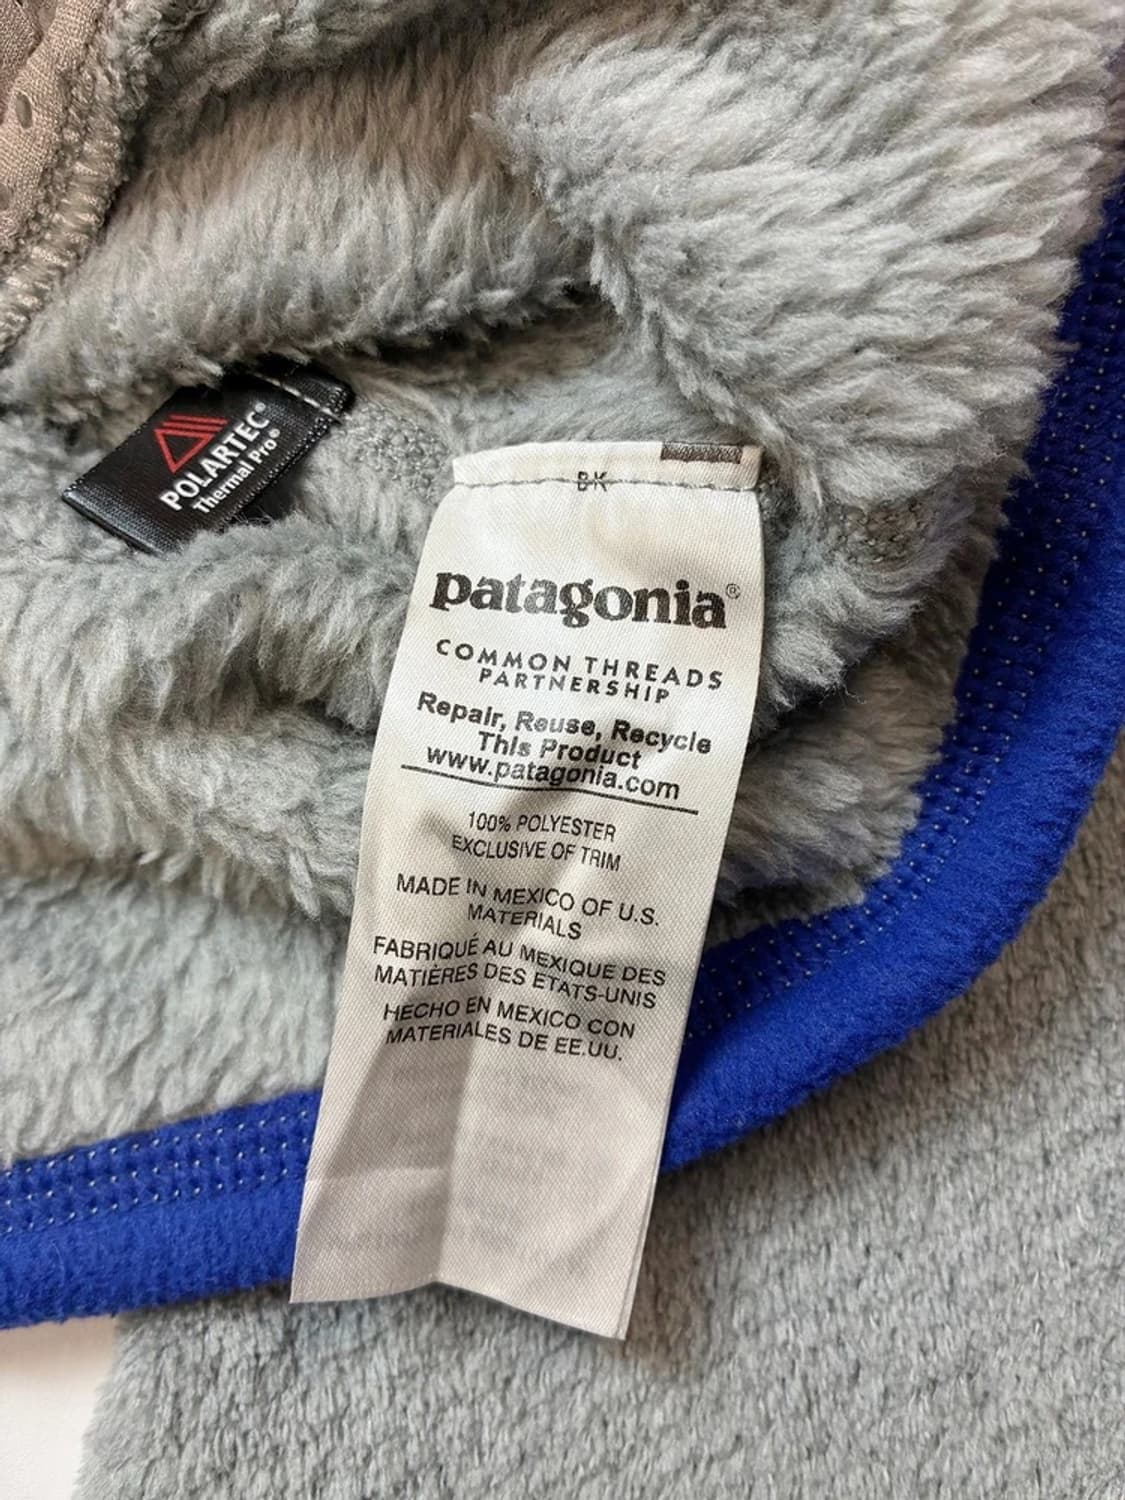 POLARTEC®
Thermal Pro®
BK
patagonia®
COMMON THREADS
PARTNERSHIP
Repair, Reuse, Recycle
This Product
www.patagonia.com
100% POLYESTER
EXCLUSIVE OF TRIM
MADE IN MEXICO OF U.S.
MATERIALS
FABRIQUÉ AU MEXIQUE DES
MATIÈRES DES ETATS-UNIS
HECHO EN MEXICO CON
MATERIALES DE EE.UU.